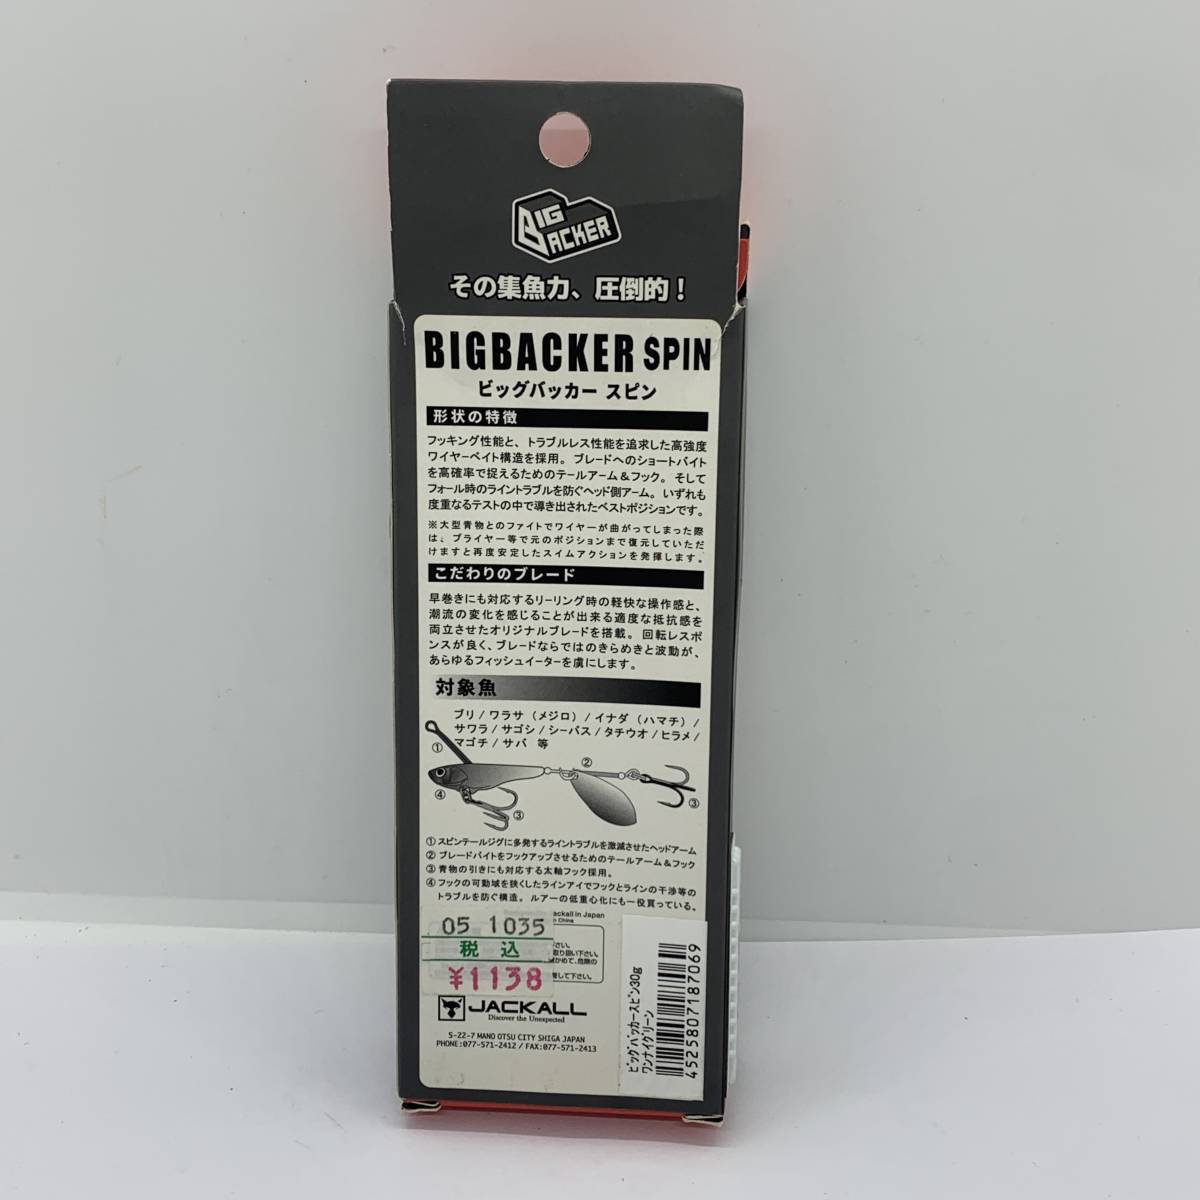 BIG
BACKER
その集魚力、圧倒的!
BIGBACKER SPIN
ビッグバッカー スピン
形状の特徴
フッキング性能と、トラブルレス性能を追求した高強度
ワイヤーベイト構造を採用。ブレードへのショートバイト
を高確率で捉えるためのテールアーム&フック。そして
フォール時のライントラブルを防ぐヘッド側アーム。いずれも
度重なるテストの中で導き出されたベストポジションです。
※大型青物とのファイトでワイヤーが曲がってしまった際
は、プライヤー等で元のポジションまで復元していただ
けますと再度安定したスイムアクションを発揮します。
こだわりのブレード
早巻きにも対応するリーリング時の軽快な操作感と、
潮流の変化を感じることが出来る適度な抵抗感を
両立させたオリジナルブレードを搭載。回転レスポ
ンスが良く、ブレードならではのきらめきと波動が、
あらゆるフィッシュイーターを虜にします。
対象魚
ブリ/ワラサ(メジロ)/イナダ(ハマチ)/
サワラ/サゴシ/シーバス/タチウオ/ヒラメ/
マゴチ/サバ 等
①
②
③
④
③
①スピンテールジグに多発するライントラブルを激減させたヘッドアーム
②ブレードバイトをフックアップさせるためのテールアーム&フック
③青物の引きにも対応する太軸フック採用。
④フックの可動域を狭くしたラインアイでフックとラインの干渉等の
トラブルを防ぐ構造。ルアーの低重心化にも一役買っている。
ackall in Japan
China
05 1035
税込
¥1138
さい。
取り扱い下さい。
して下さい。
JACKALL
Discover the Unexpected
5-22-7 MANO OTSU CITY SHIGA JAPAN
PHONE:077-571-2412 / FAX:077-571-2413
ビッグバッカースピン30g
ワンナイグリーン
4525807187069